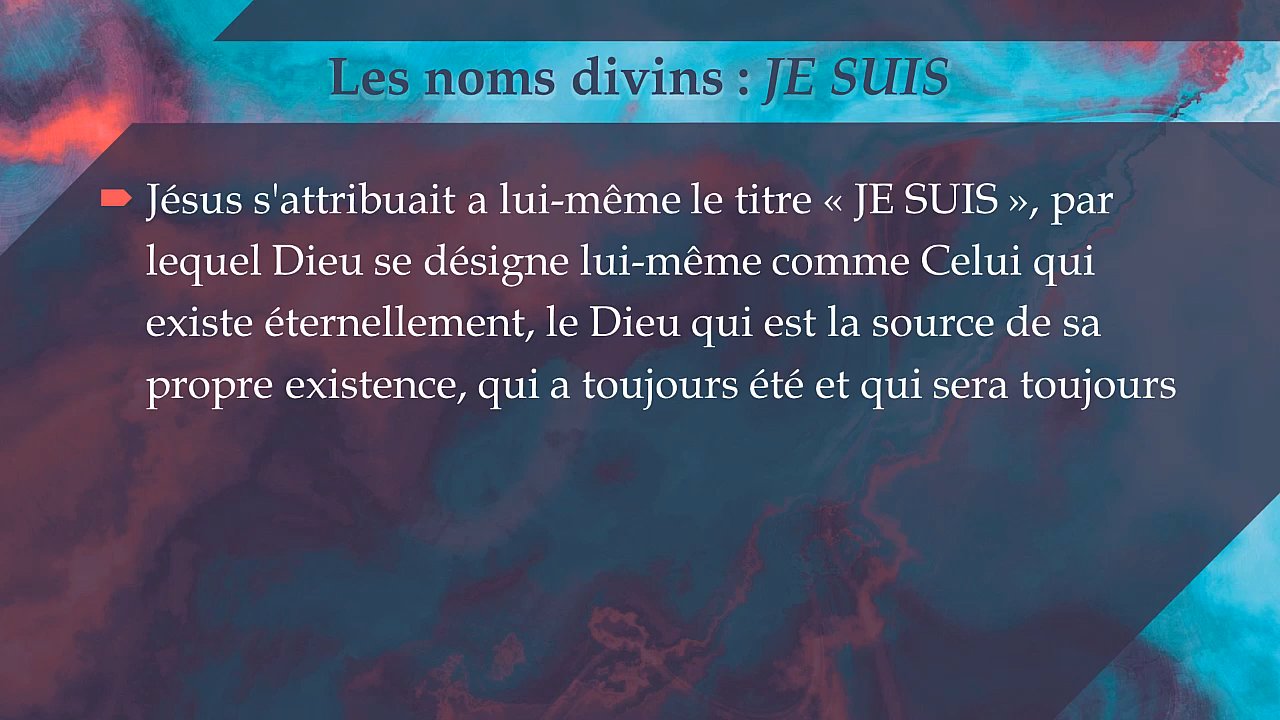 Les noms divins : JE SUIS
Jésus s'attribuait a lui-même le titre « JE SUIS », par
lequel Dieu se désigne lui-même comme Celui qui
existe éternellement, le Dieu qui est la source de sa
propre existence, qui a toujours été et qui sera toujours